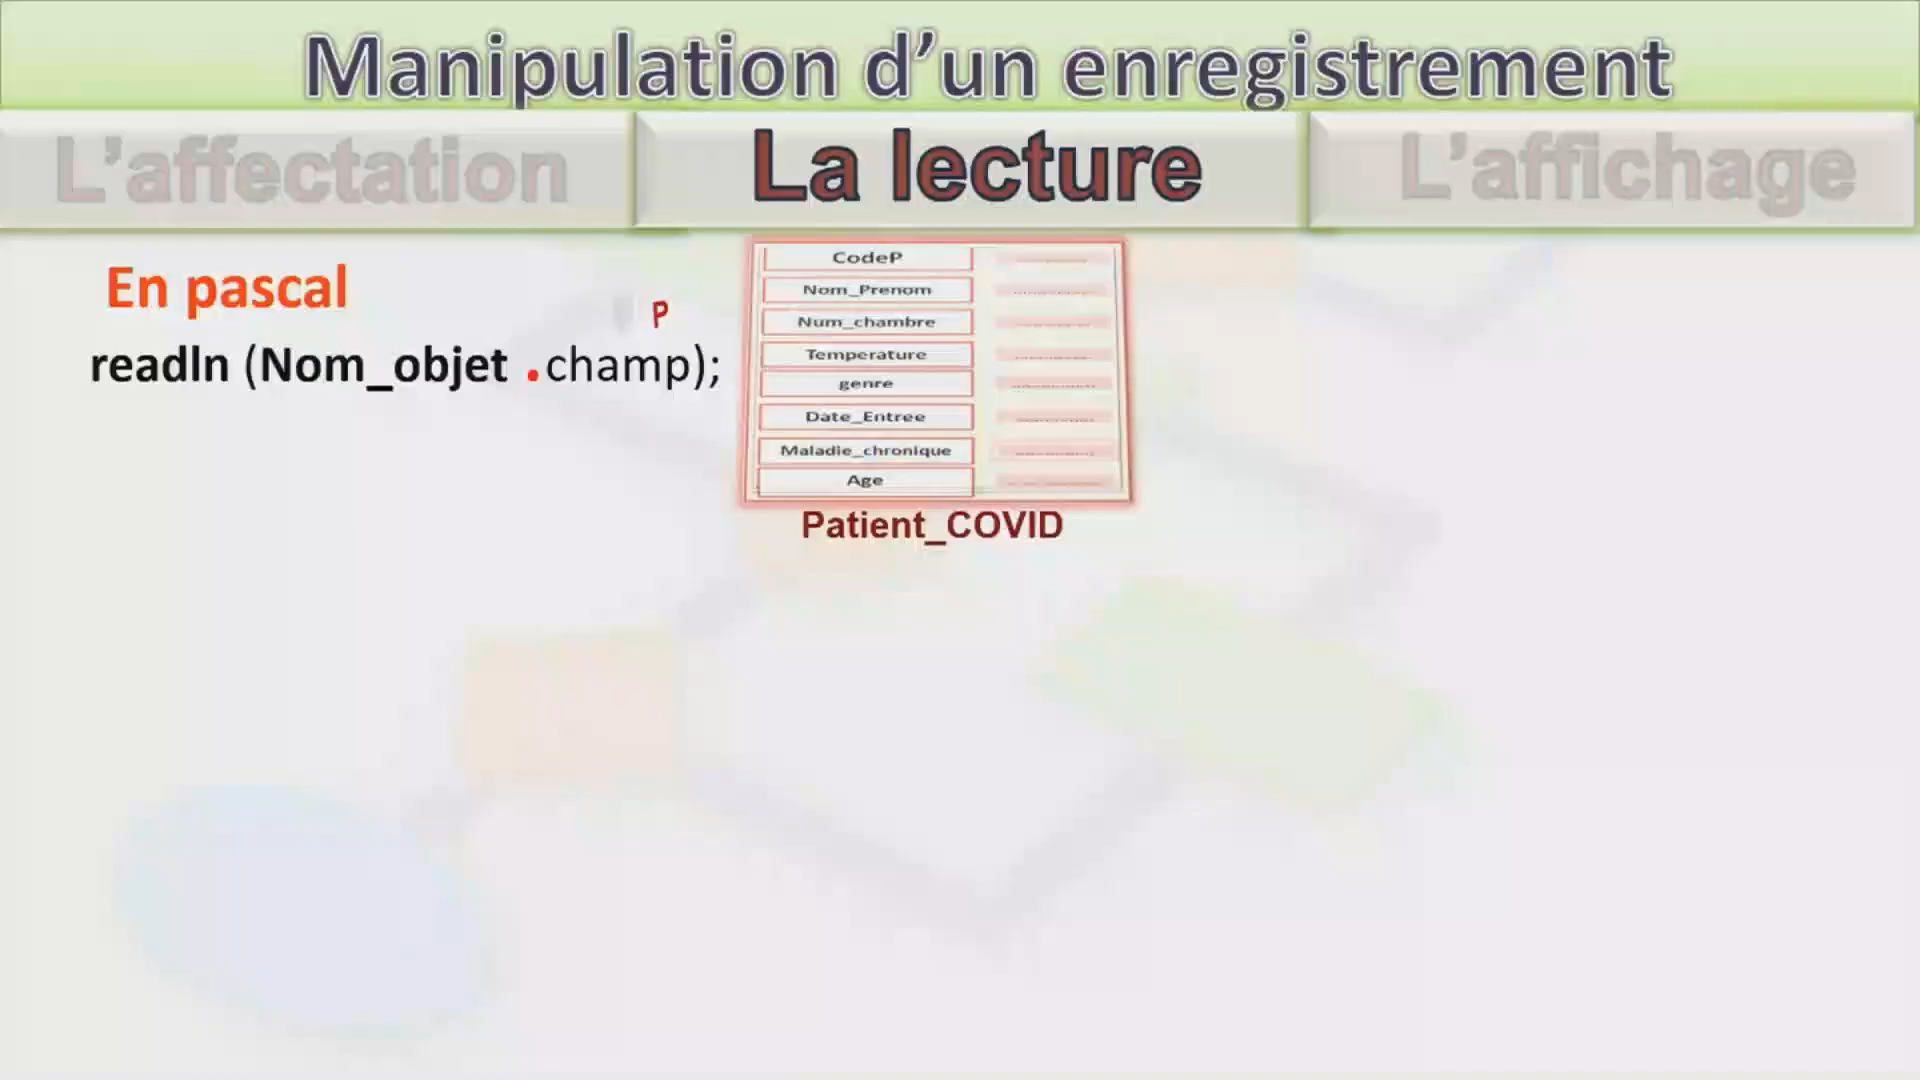 Manipulation d’un enregistrement
L’affectation
La lecture
L’affichage
En pascal
P
readln (Nom_objet .champ);
CodeP
Nom_Prenom
Num_chambre
Temperature
genre
Date_Entree
Maladie_chronique
Age
Patient_COVID